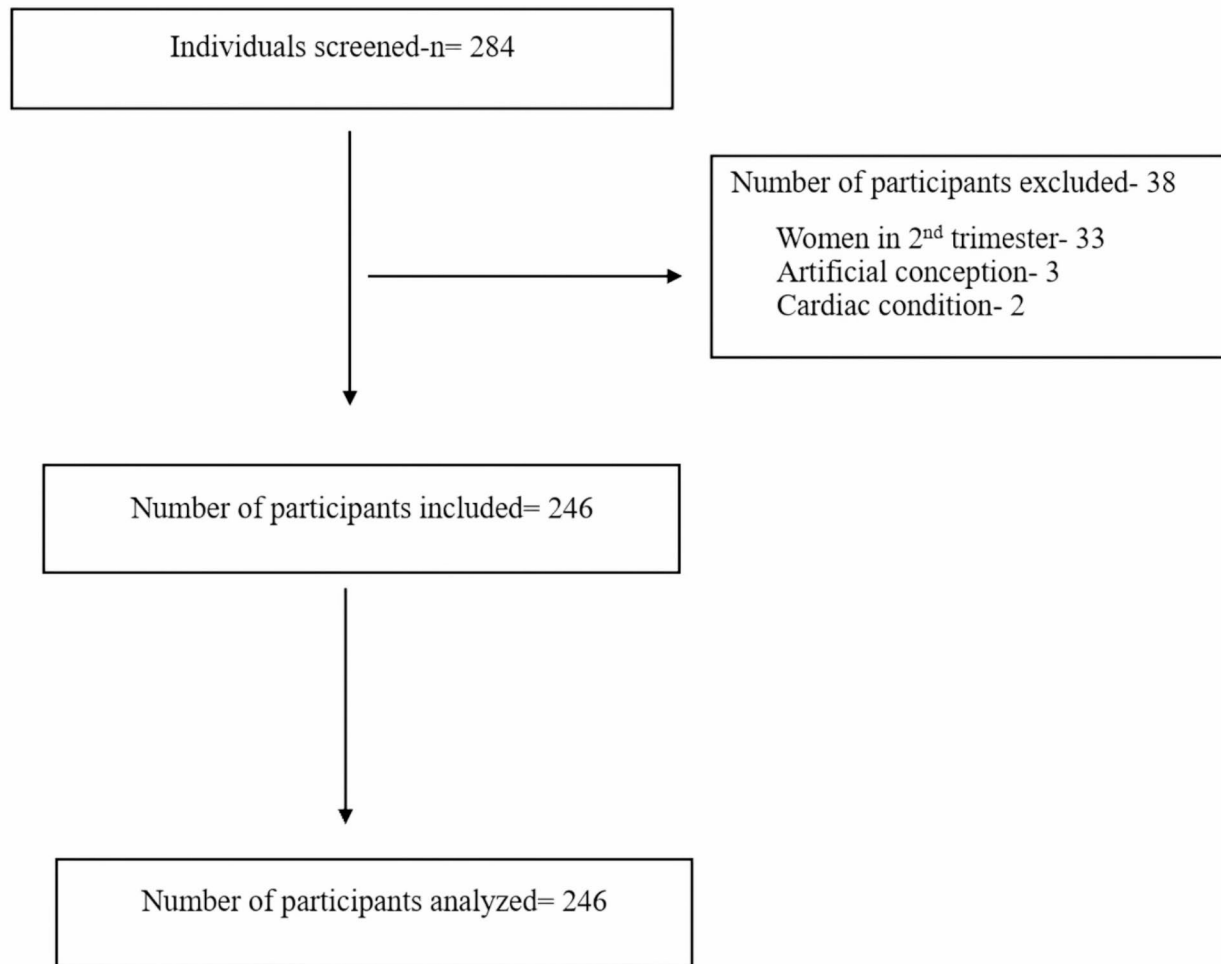 Individuals screened-n= 284
Number of participants excluded- 38
Women in 2nd trimester- 33
Artificial conception- 3
Cardiac condition- 2
Number of participants included= 246
Number of participants analyzed= 246